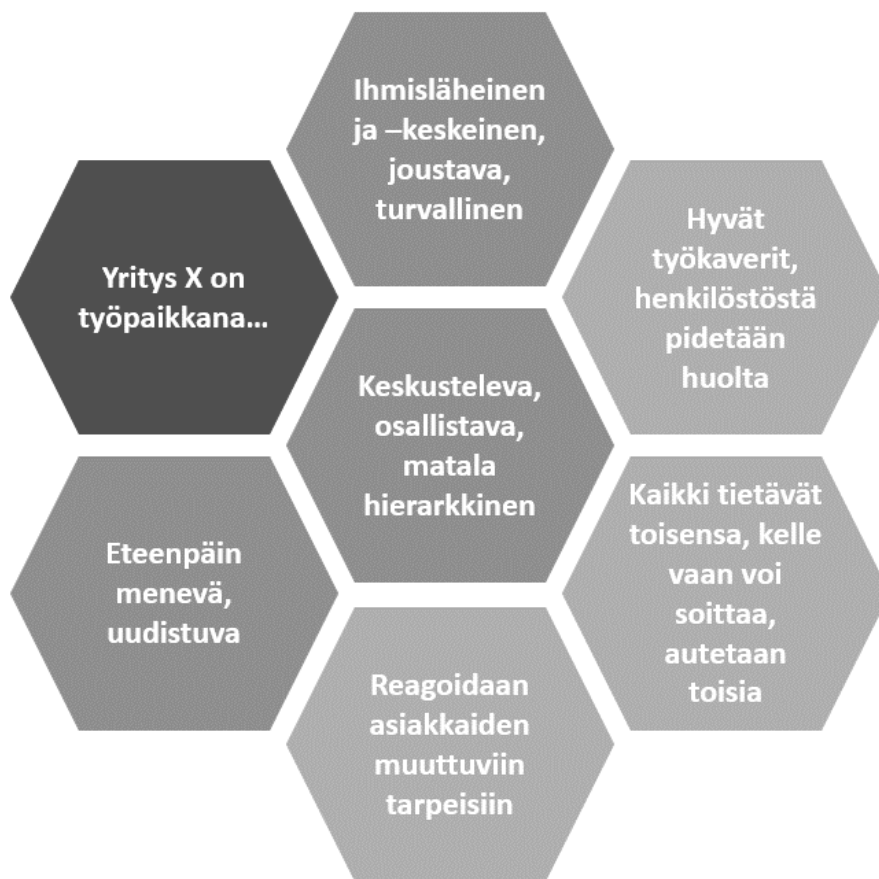 Yritys X on
työpaikkana...
Ihmisläheinen
ja –keskeinen,
joustava,
turvallinen
Hyvät
työkaverit,
henkilöstöstä
pidetään
huolta
Keskusteleva,
osallistava,
matala
hierarkkinen
Eteenpäin
menevä,
uudistuva
Kaikki tietävät
toisensa, kelle
vaan voi
soittaa,
autetaan
toisia
Reagoidaan
asiakkaiden
muuttuviin
tarpeisiin